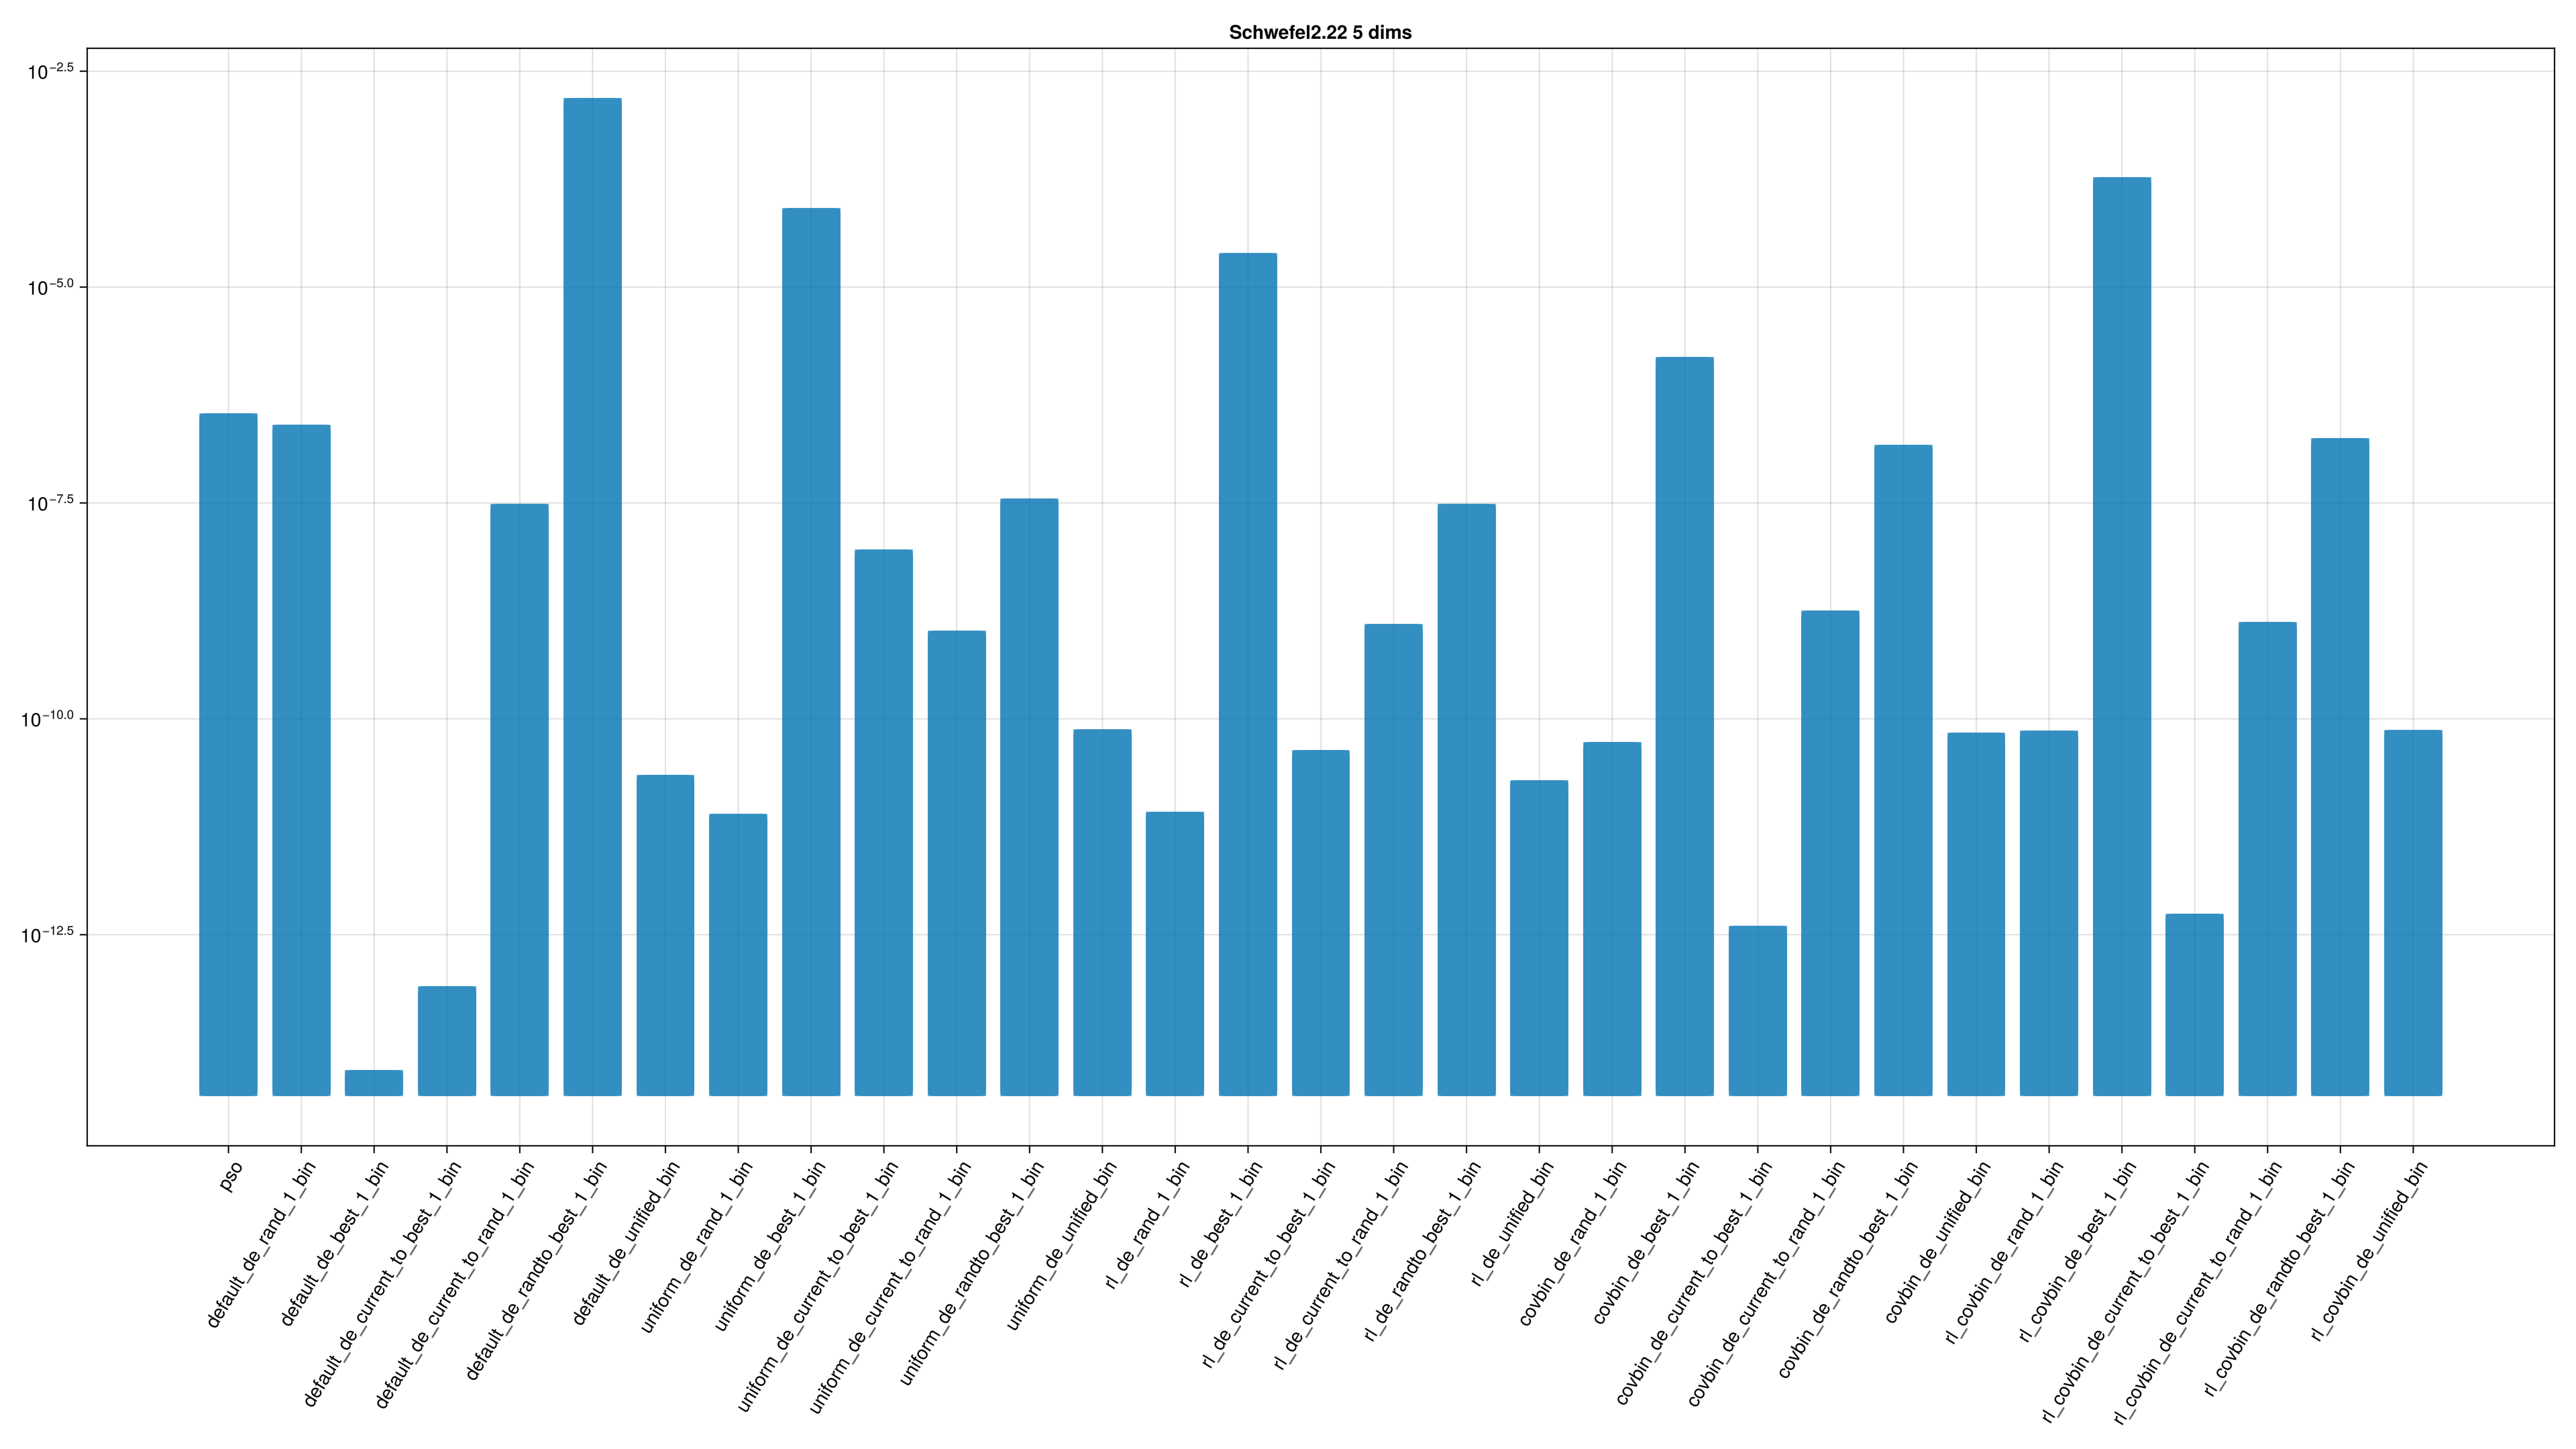 Schwefel2.22 5 dims
10−2.5
10−5.0
10−7.5
10−10.0
10−12.5
pso
default_de_rand_1_bin
default_de_best_1_bin
default_de_current_to_best_1_bin
default_de_current_to_rand_1_bin
default_de_randto_best_1_bin
default_de_unified_bin
uniform_de_rand_1_bin
uniform_de_best_1_bin
uniform_de_current_to_best_1_bin
uniform_de_current_to_rand_1_bin
uniform_de_randto_best_1_bin
uniform_de_unified_bin
rl_de_rand_1_bin
rl_de_best_1_bin
rl_de_current_to_best_1_bin
rl_de_current_to_rand_1_bin
rl_de_randto_best_1_bin
rl_de_unified_bin
covbin_de_rand_1_bin
covbin_de_best_1_bin
covbin_de_current_to_best_1_bin
covbin_de_current_to_rand_1_bin
covbin_de_randto_best_1_bin
covbin_de_unified_bin
rl_covbin_de_rand_1_bin
rl_covbin_de_best_1_bin
rl_covbin_de_current_to_best_1_bin
rl_covbin_de_current_to_rand_1_bin
rl_covbin_de_randto_best_1_bin
rl_covbin_de_unified_bin